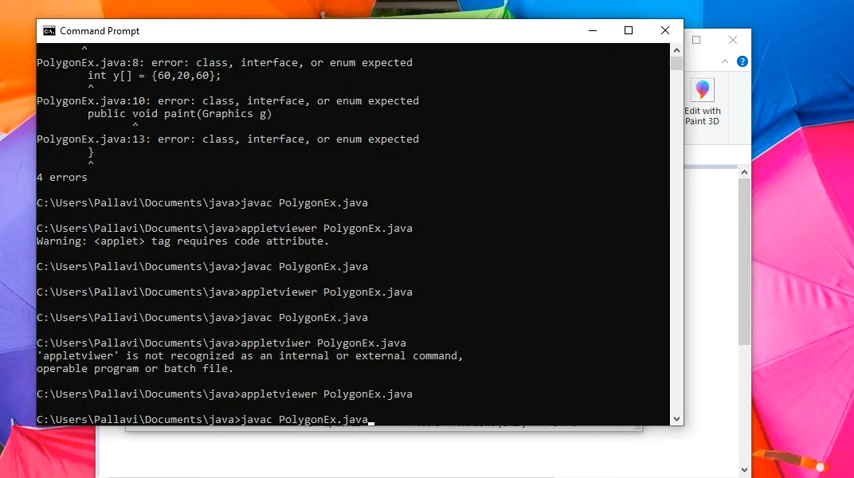 Command Prompt
^
PolygonEx.java:8: error: class, interface, or enum expected
int y[] = {60,20,60};
^
PolygonEx.java:10: error: class, interface, or enum expected
public void paint(Graphics g)
^
PolygonEx.java:13: error: class, interface, or enum expected
}
^
4 errors
C:\Users\Pallavi\Documents\java>javac PolygonEx.java
C:\Users\Pallavi\Documents\java>appletviewer PolygonEx.java
Warning: <applet> tag requires code attribute.
C:\Users\Pallavi\Documents\java>javac PolygonEx.java
C:\Users\Pallavi\Documents\java>appletviewer PolygonEx.java
C:\Users\Pallavi\Documents\java>javac PolygonEx.java
C:\Users\Pallavi\Documents\java>appletviwer PolygonEx.java
'appletviwer' is not recognized as an internal or external command,
operable program or batch file.
C:\Users\Pallavi\Documents\java>appletviewer PolygonEx.java
C:\Users\Pallavi\Documents\java>javac PolygonEx.java_
Edit with
Paint 3D